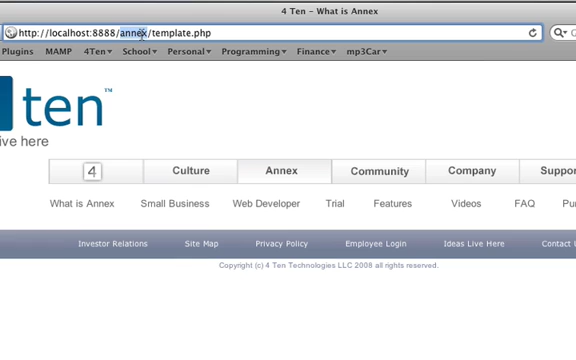 4 Ten – What is Annex
http://localhost:8888/annex/template.php
Plugins MAMP 4Ten School Personal Programming Finance mp3Car
ten™
ive here
4 Culture Annex Community Company Suppo
What is Annex Small Business Web Developer Trial Features Videos FAQ Pu
Investor Relations Site Map Privacy Policy Employee Login Ideas Live Here Contact
Copyright (c) 4 Ten Technologies LLC 2008 all rights reserved.